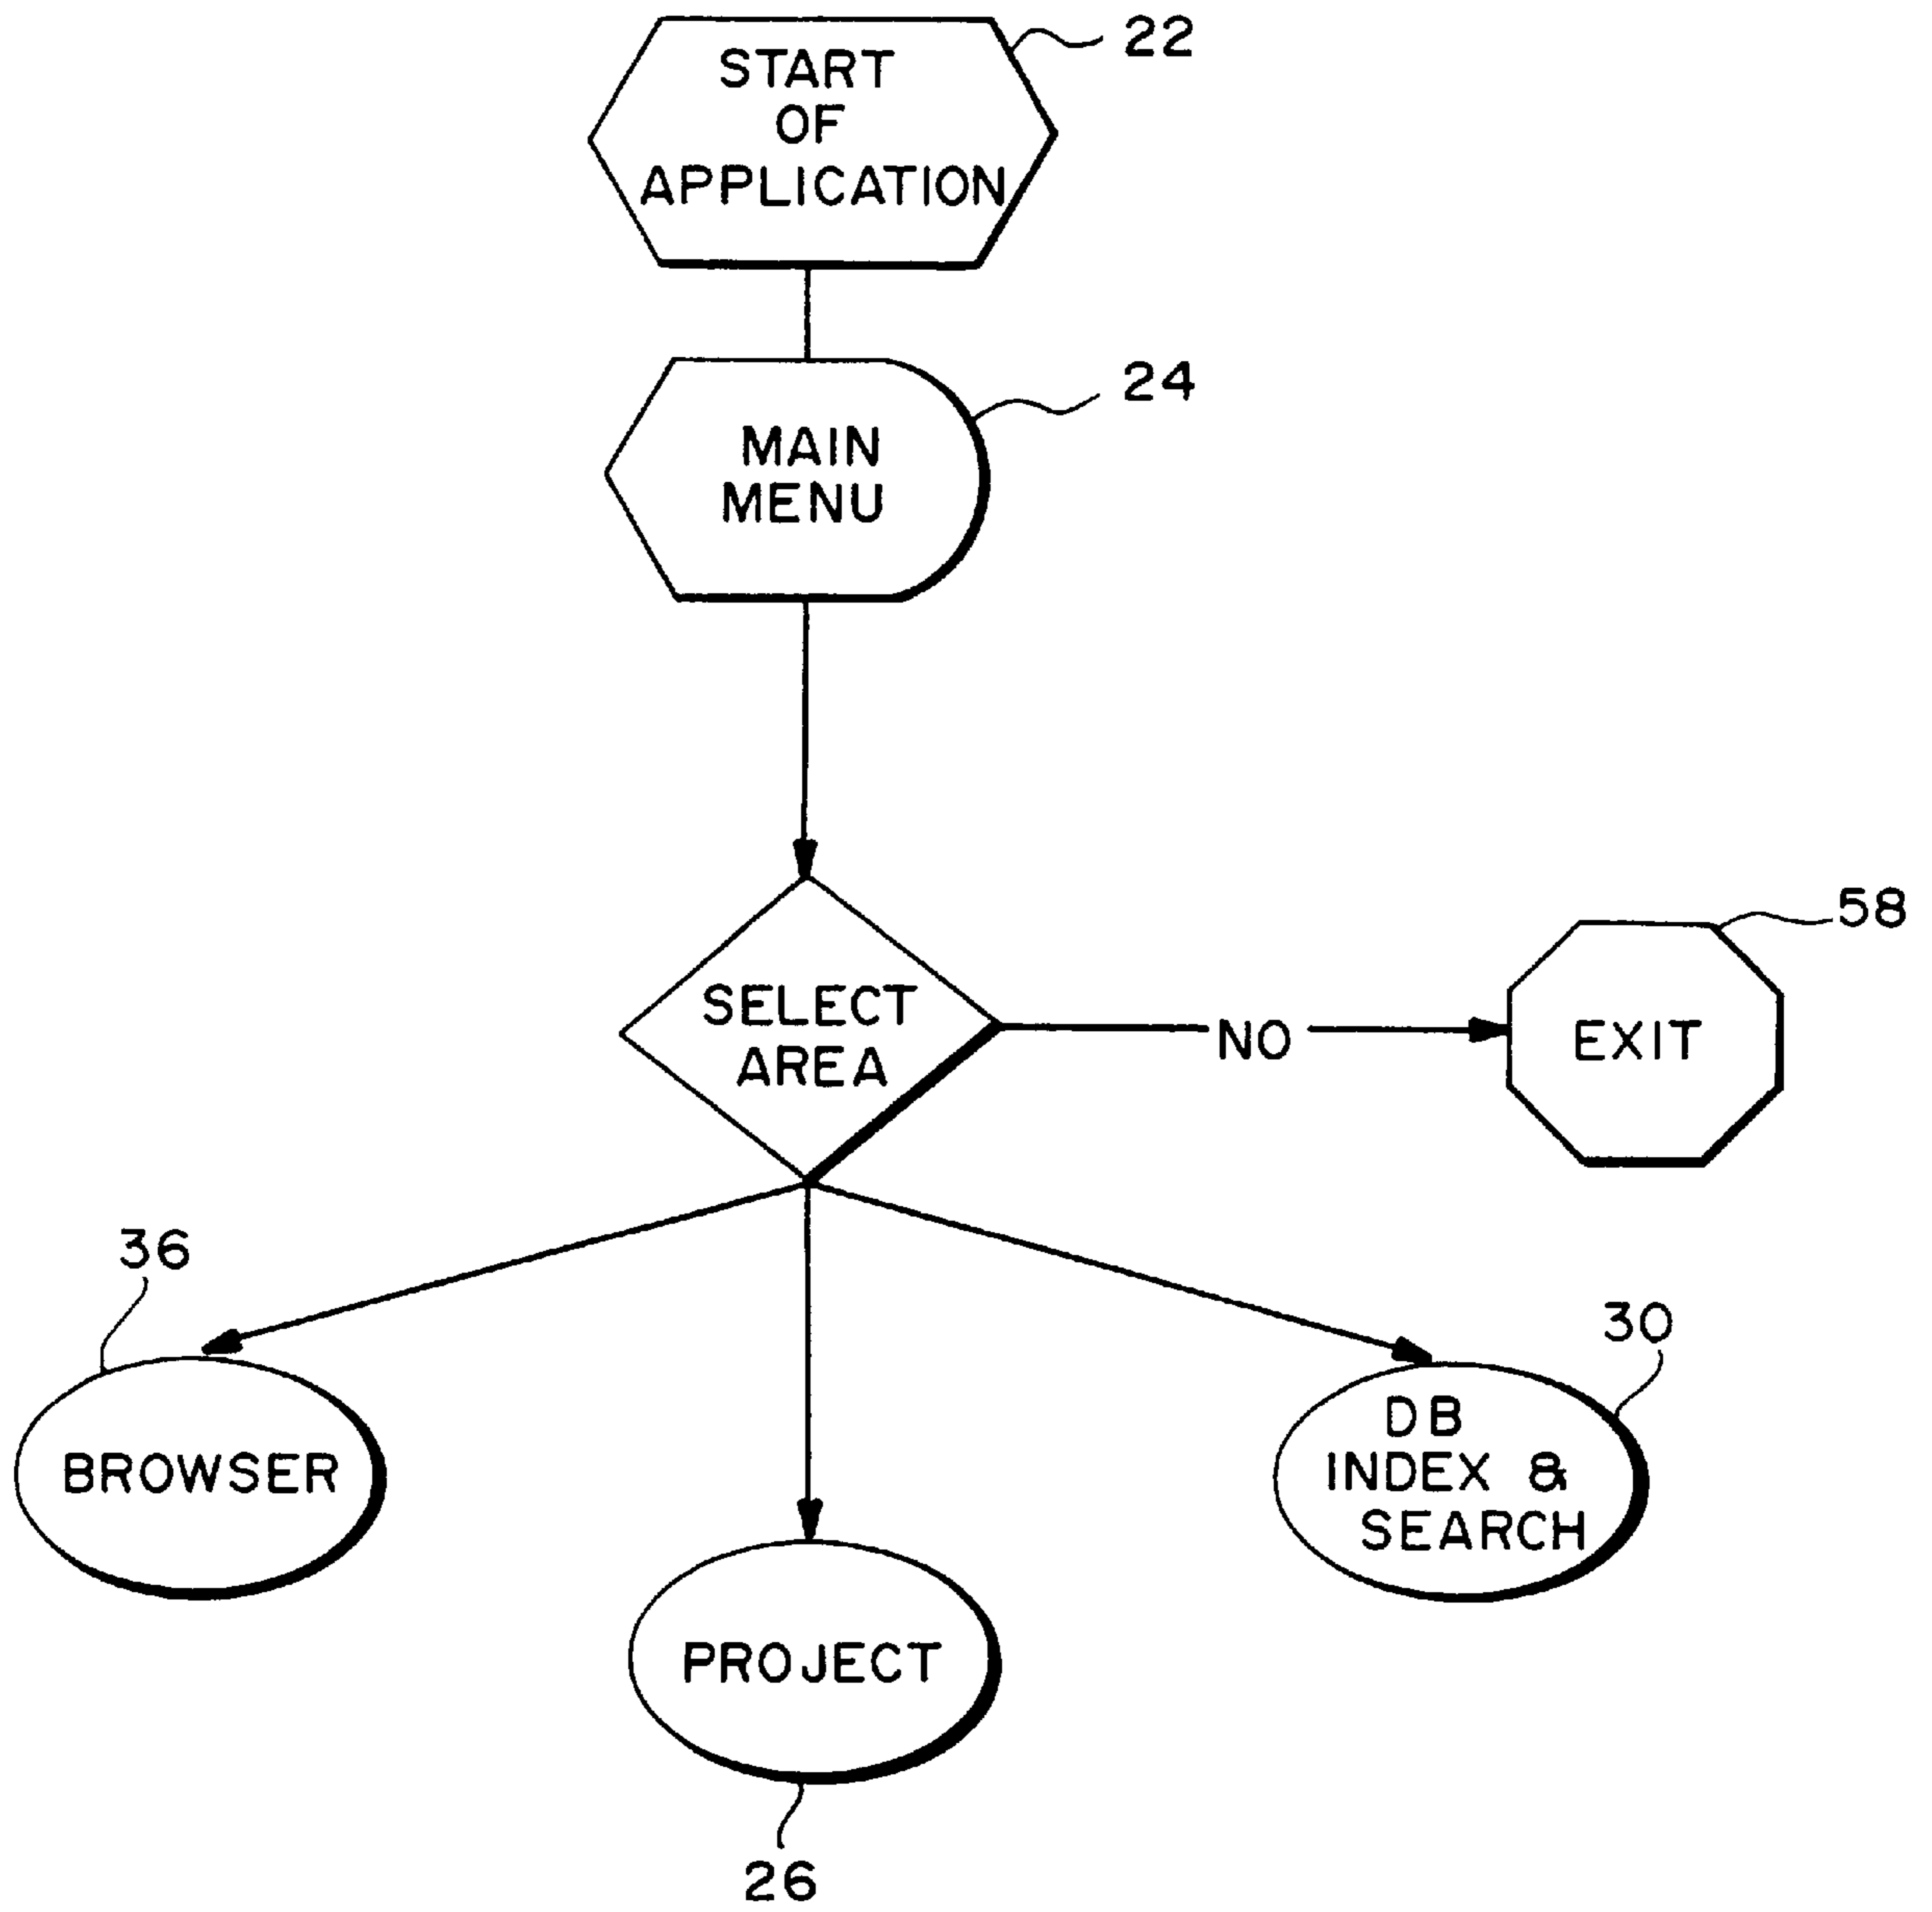 START
OF
APPLICATION
22
MAIN
MENU
24
SELECT
AREA
NO
EXIT
58
36
BROWSER
30
DB
INDEX &
SEARCH
PROJECT
26